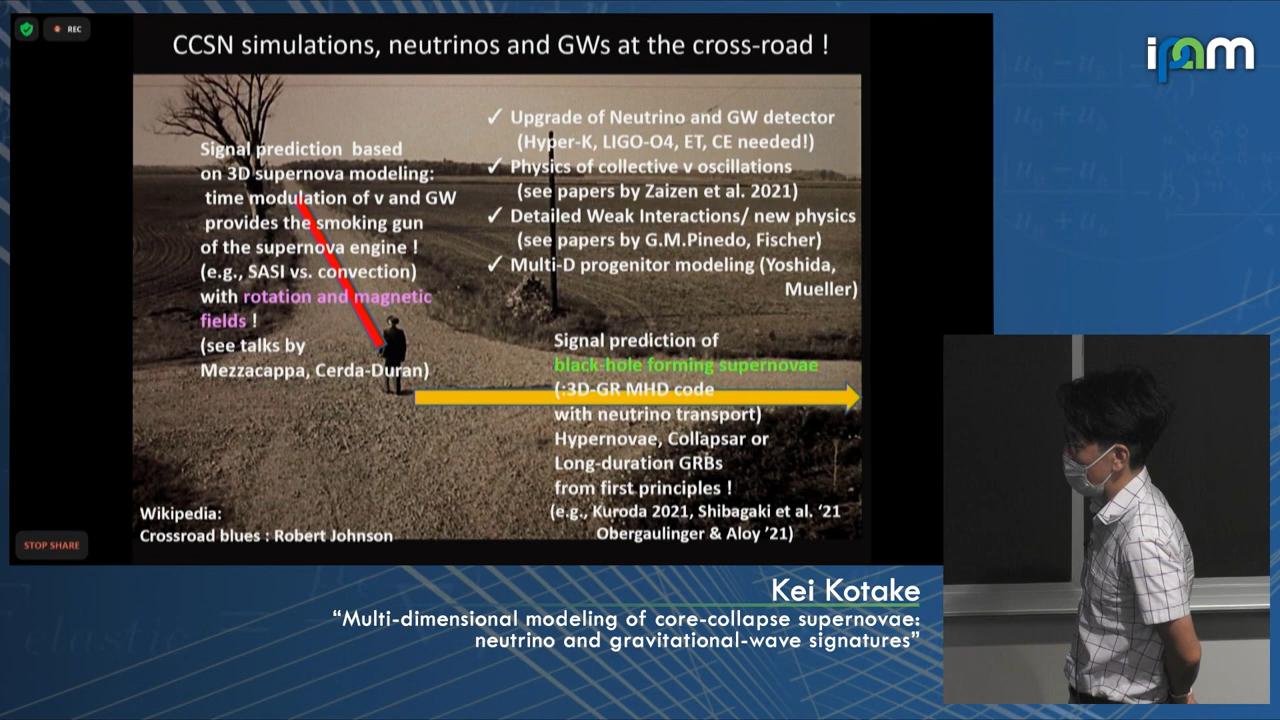 REC
CCSN simulations, neutrinos and GWs at the cross-road !
Signal prediction based
on 3D supernova modeling:
time modulation of ν and GW
provides the smoking gun
of the supernova engine !
(e.g., SASI vs. convection)
with rotation and magnetic
fields !
(see talks by
Mezzacappa, Cerda-Duran)
✓ Upgrade of Neutrino and GW detector
(Hyper-K, LIGO-O4, ET, CE needed!)
✓ Physics of collective ν oscillations
(see papers by Zaizen et al. 2021)
✓ Detailed Weak Interactions/ new physics
(see papers by G.M.Pinedo, Fischer)
✓ Multi-D progenitor modeling (Yoshida,
Mueller)
Signal prediction of
black-hole forming supernovae
(:3D-GR MHD code
with neutrino transport)
Hypernovae, Collapsar or
Long-duration GRBs
from first principles !
(e.g., Kuroda 2021, Shibagaki et al. ‘21
Obergaulinger & Aloy ’21)
Wikipedia:
Crossroad blues : Robert Johnson
STOP SHARE
ipam
Kei Kotake
“Multi-dimensional modeling of core-collapse supernovae:
neutrino and gravitational-wave signatures”
elastic